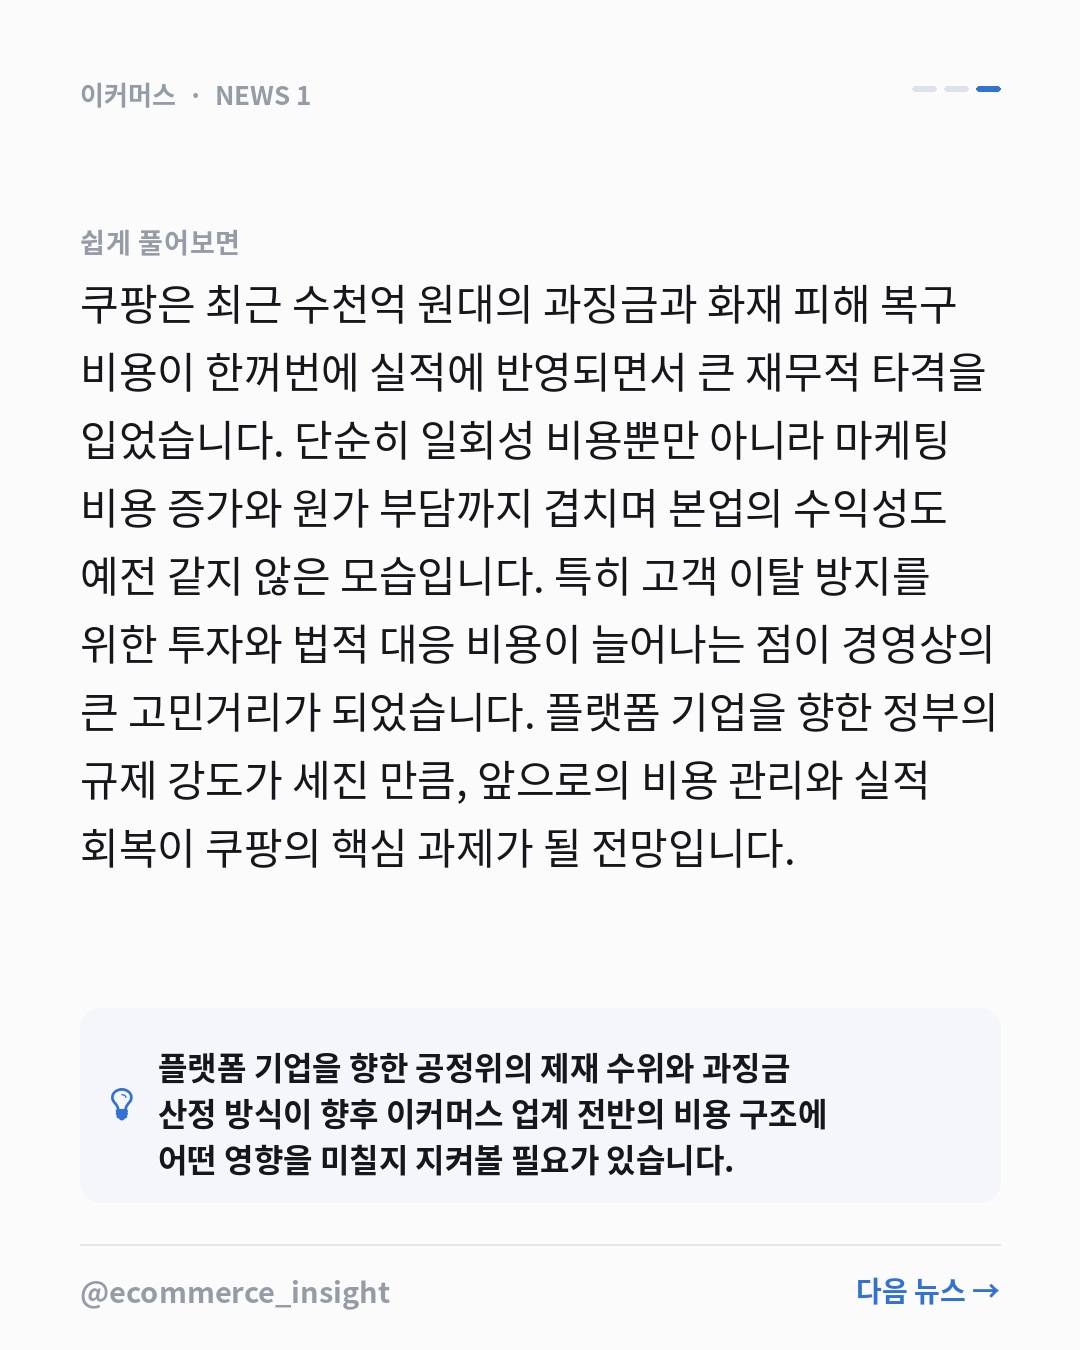 이커머스 · NEWS 1
쉽게 풀어보면
쿠팡은 최근 수천억 원대의 과징금과 화재 피해 복구
비용이 한꺼번에 실적에 반영되면서 큰 재무적 타격을
입었습니다. 단순히 일회성 비용뿐만 아니라 마케팅
비용 증가와 원가 부담까지 겹치며 본업의 수익성도
예전 같지 않은 모습입니다. 특히 고객 이탈 방지를
위한 투자와 법적 대응 비용이 늘어나는 점이 경영상의
큰 고민거리가 되었습니다. 플랫폼 기업을 향한 정부의
규제 강도가 세진 만큼, 앞으로의 비용 관리와 실적
회복이 쿠팡의 핵심 과제가 될 전망입니다.
플랫폼 기업을 향한 공정위의 제재 수위와 과징금
산정 방식이 향후 이커머스 업계 전반의 비용 구조에
어떤 영향을 미칠지 지켜볼 필요가 있습니다.
@ecommerce_insight
다음 뉴스 →